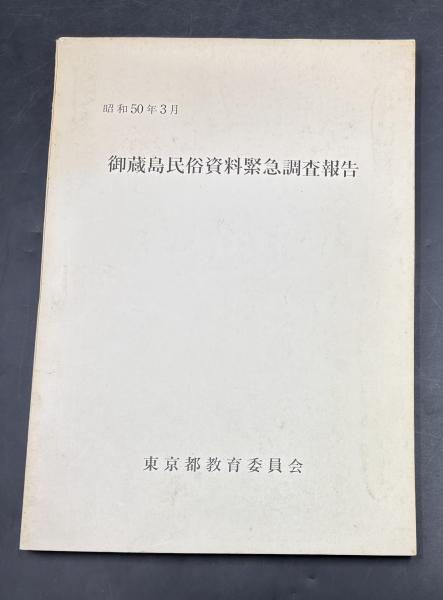 昭和50年3月
御蔵島民俗資料緊急調査報告
東京都教育委員会